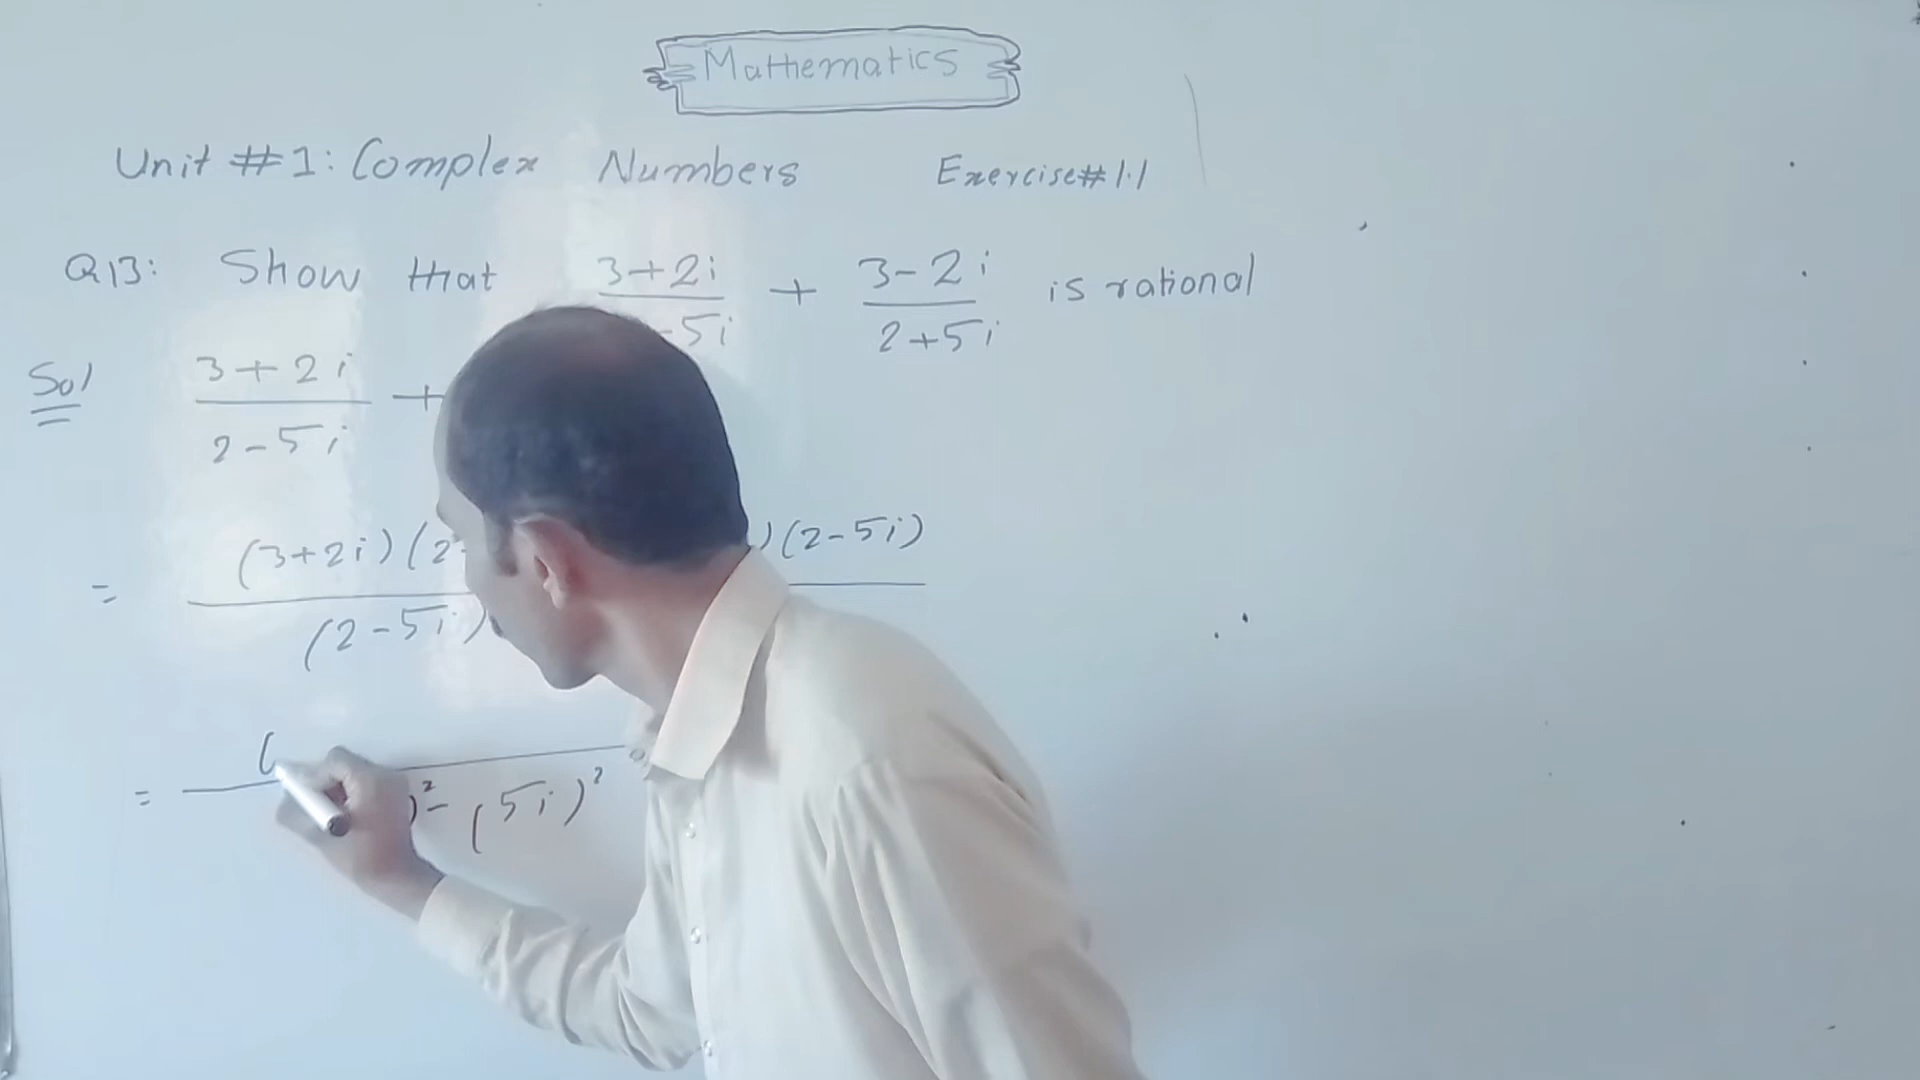 Mathematics
Unit #1: Complex Numbers Exercise#1.1
Q13: Show that 3+2i / -5i + 3-2i / 2+5i is rational
Sol 3+2i / 2-5i +
= (3+2i)(2- )(2-5i) / (2-5i)
= ( / )² - (5i)²